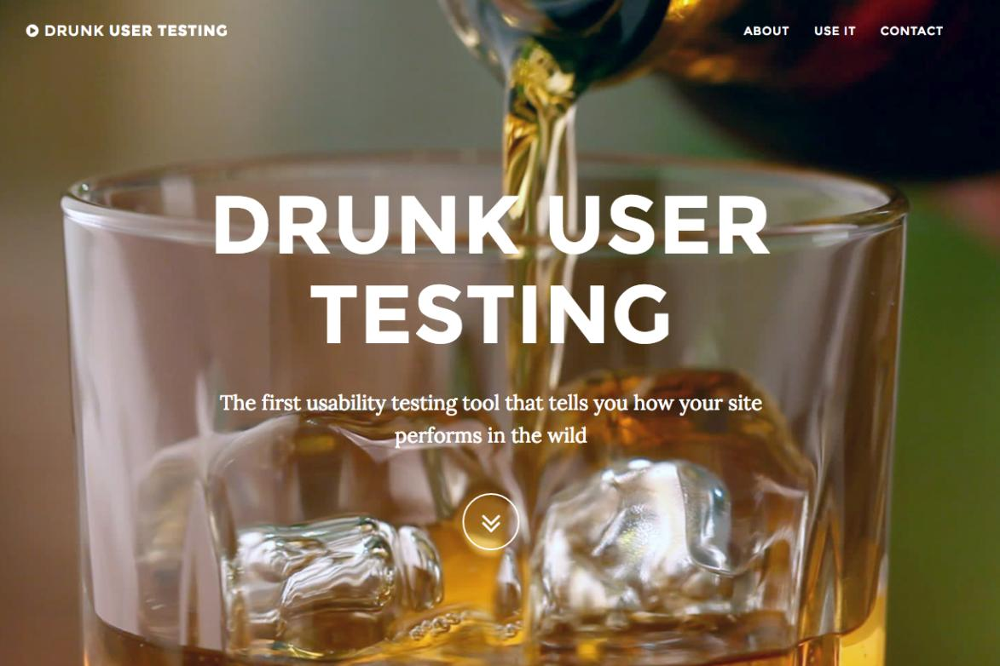 DRUNK USER TESTING
ABOUT USE IT CONTACT
DRUNK USER
TESTING
The first usability testing tool that tells you how your site
performs in the wild